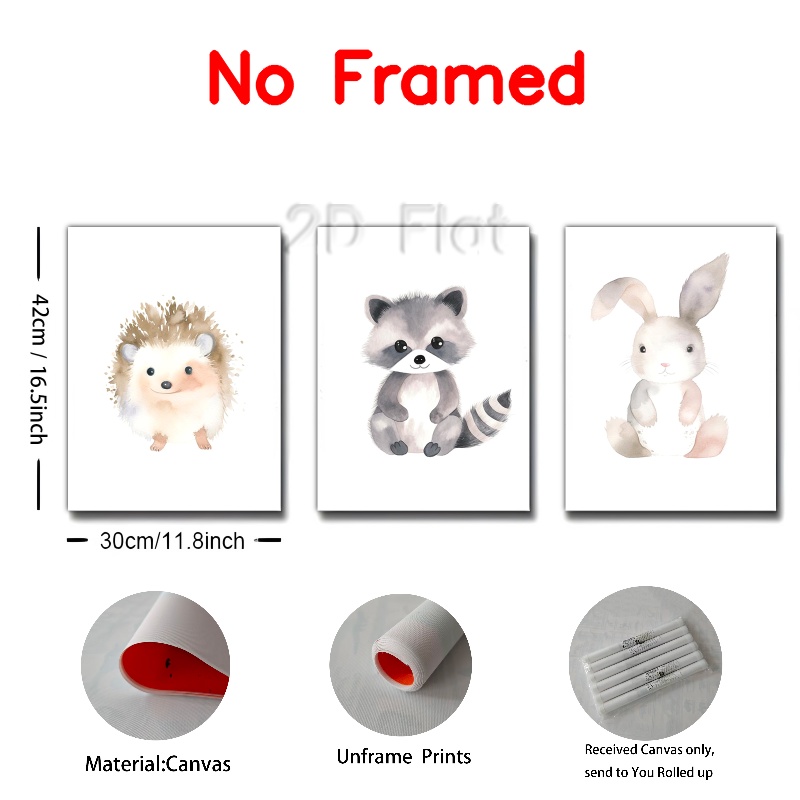 No Framed
2D Flat
42cm / 16.5inch
30cm/11.8inch
Material:Canvas
Unframe Prints
Received Canvas only,
send to You Rolled up